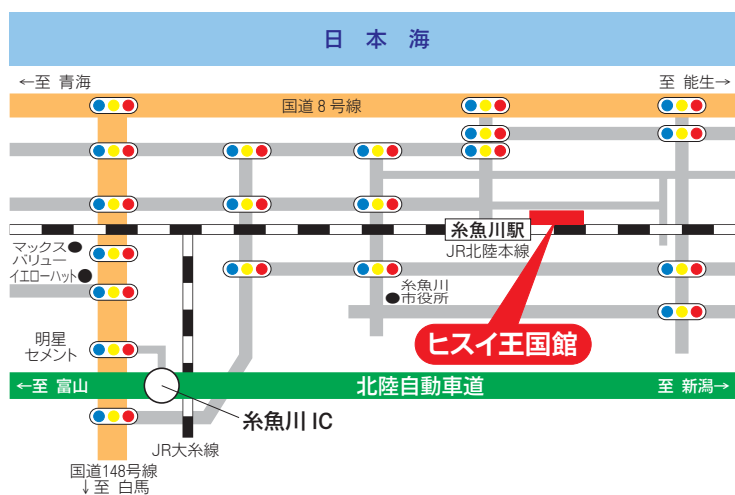 日本海
←至 青海
至 能生→
国道8号線
糸魚川駅
JR北陸本線
マックス
バリュー
イエローハット
糸魚川
市役所
ヒスイ王国館
明星
セメント
←至 富山
北陸自動車道
至 新潟→
糸魚川 IC
JR大糸線
国道148号線
↓至 白馬